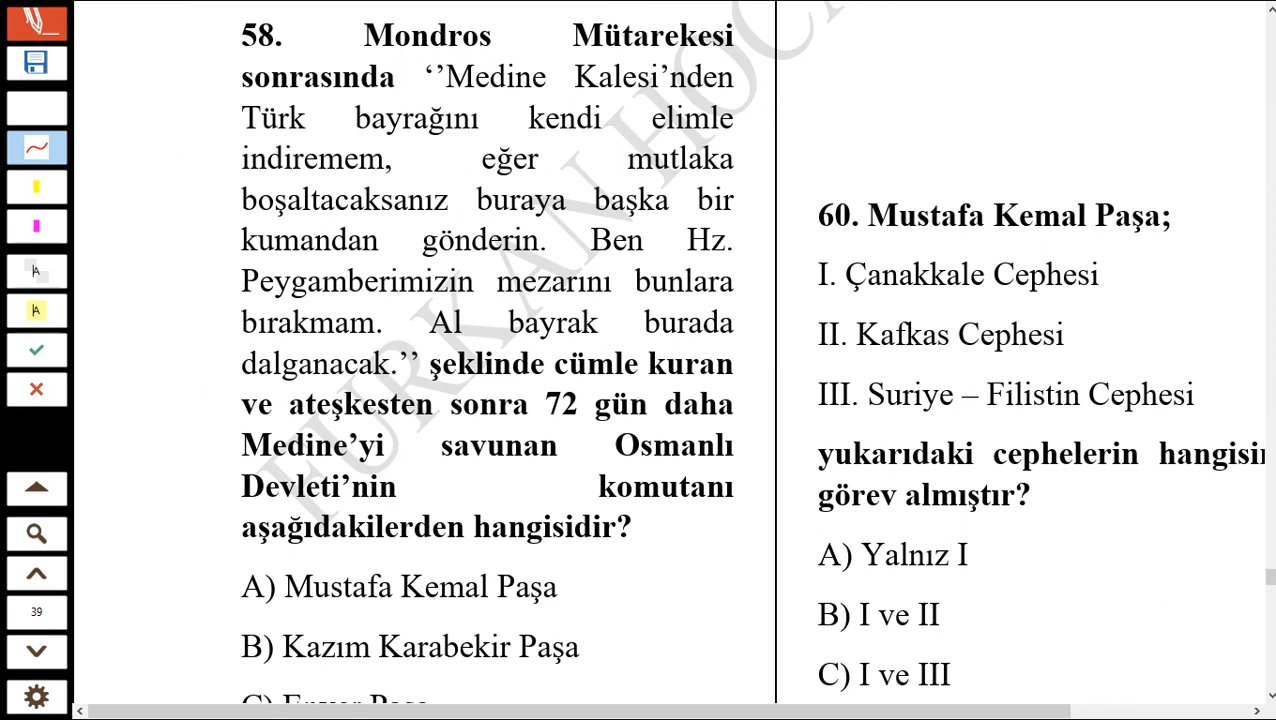 58. Mondros Mütarekesi
sonrasında ‘’Medine Kalesi’nden
Türk bayrağını kendi elimle
indiremem, eğer mutlaka
boşaltacaksanız buraya başka bir
kumandan gönderin. Ben Hz.
Peygamberimizin mezarını bunlara
bırakmam. Al bayrak burada
dalganacak.’’ şeklinde cümle kuran
ve ateşkesten sonra 72 gün daha
Medine’yi savunan Osmanlı
Devleti’nin komutanı
aşağıdakilerden hangisidir?
A) Mustafa Kemal Paşa
B) Kazım Karabekir Paşa
60. Mustafa Kemal Paşa;
I. Çanakkale Cephesi
II. Kafkas Cephesi
III. Suriye – Filistin Cephesi
yukarıdaki cephelerin
görev almıştır?
A) Yalnız I
B) I ve II
C) I ve III
FURKAN HOCA
A
A
39